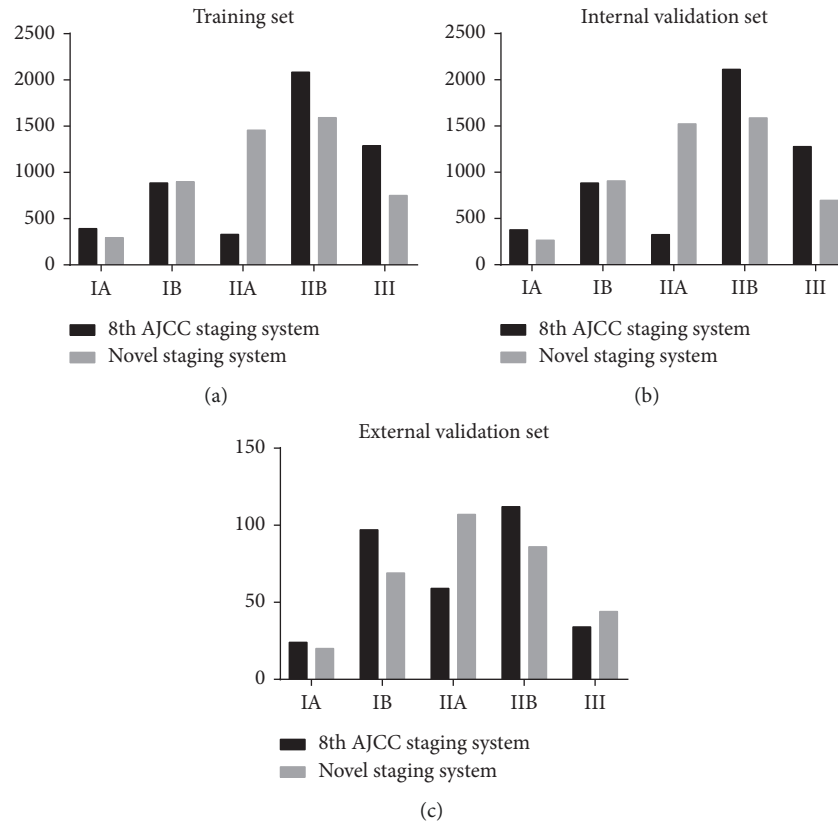 Training set
2500
2000
1500
1000
500
0
IA IB IIA IIB III
8th AJCC staging system
Novel staging system
(a)
Internal validation set
2500
2000
1500
1000
500
0
IA IB IIA IIB III
8th AJCC staging system
Novel staging system
(b)
External validation set
150
100
50
0
IA IB IIA IIB III
8th AJCC staging system
Novel staging system
(c)